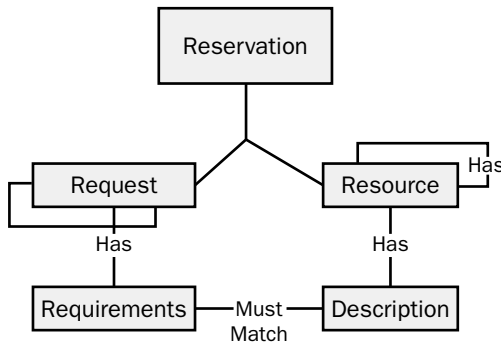 Reservation
Request
Resource
Has
Has
Has
Requirements
Must
Match
Description